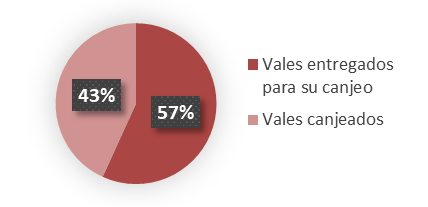 43%
57%
Vales entregados
para su canjeo
Vales canjeados